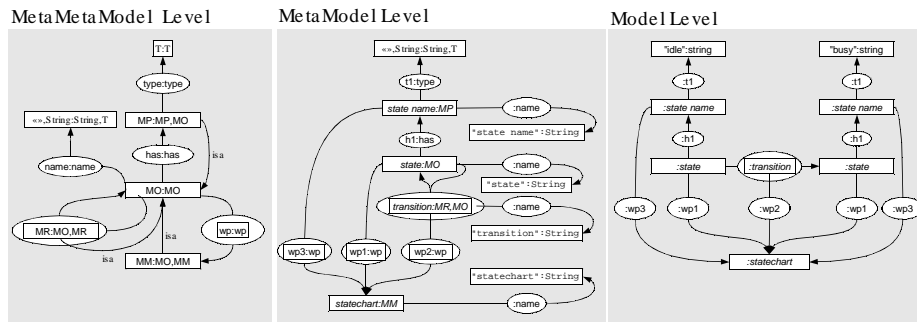 MetaMetaModel Level
T:T
type:type
«»,String:String,T
MP:MP,MO
name:name
has:has
isa
MO:MO
MR:MO,MR
isa
wp:wp
isa
MM:MO,MM
MetaModel Level
«»,String:String,T
t1:type
state name:MP
:name
"state name":String
h1:has
state:MO
:name
"state":String
transition:MR,MO
:name
"transition":String
wp3:wp
wp1:wp
wp2:wp
"statechart":String
statechart:MM
:name
Model Level
"idle":string
"busy":string
:t1
:t1
:state name
:state name
:h1
:h1
:state
:transition
:state
:wp3
:wp1
:wp2
:wp1
:wp3
:statechart